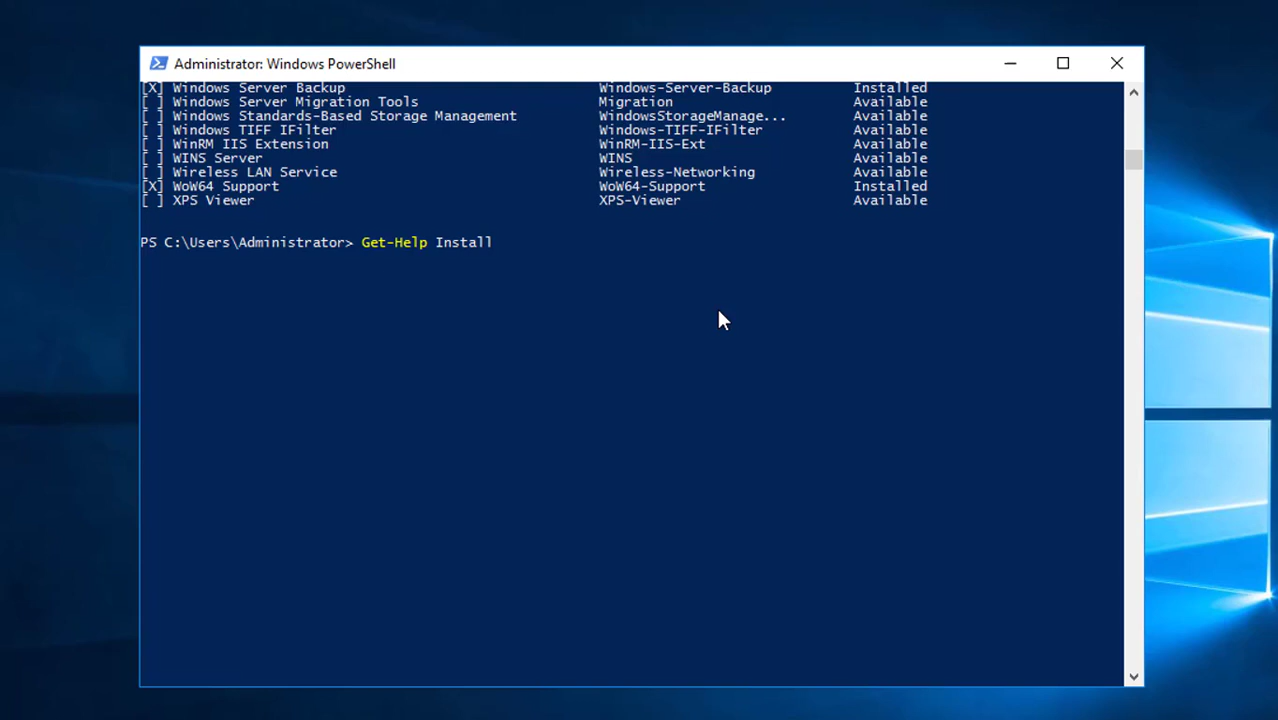 Administrator: Windows PowerShell
[X] Windows Server Backup Windows-Server-Backup Installed
[ ] Windows Server Migration Tools Migration Available
[ ] Windows Standards-Based Storage Management WindowsStorageManage... Available
[ ] Windows TIFF IFilter Windows-TIFF-IFilter Available
[ ] WinRM IIS Extension WinRM-IIS-Ext Available
[ ] WINS Server WINS Available
[ ] Wireless LAN Service Wireless-Networking Available
[X] WoW64 Support WoW64-Support Installed
[ ] XPS Viewer XPS-Viewer Available
PS C:\Users\Administrator> Get-Help Install